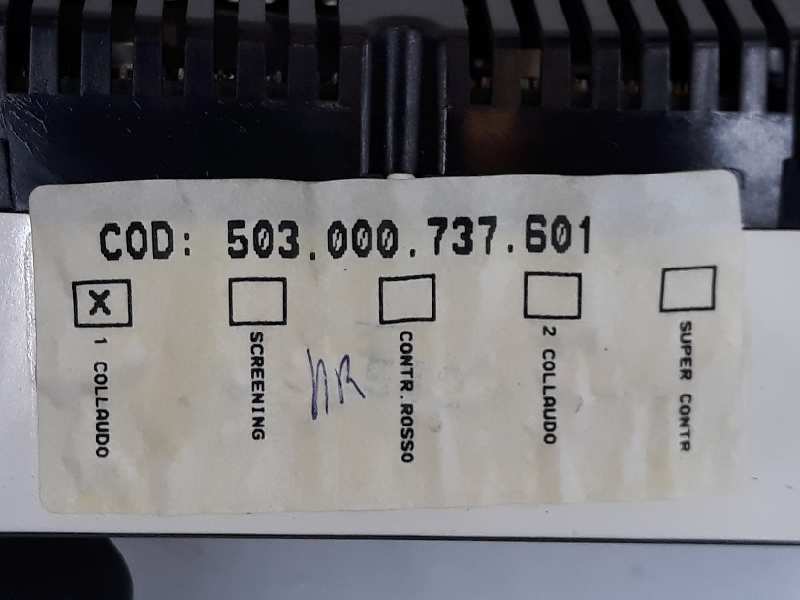 COD: 503.000.737.601
X
1 COLLAUDO
SCREENING
CONTR.ROSSO
2 COLLAUDO
SUPER CONTR